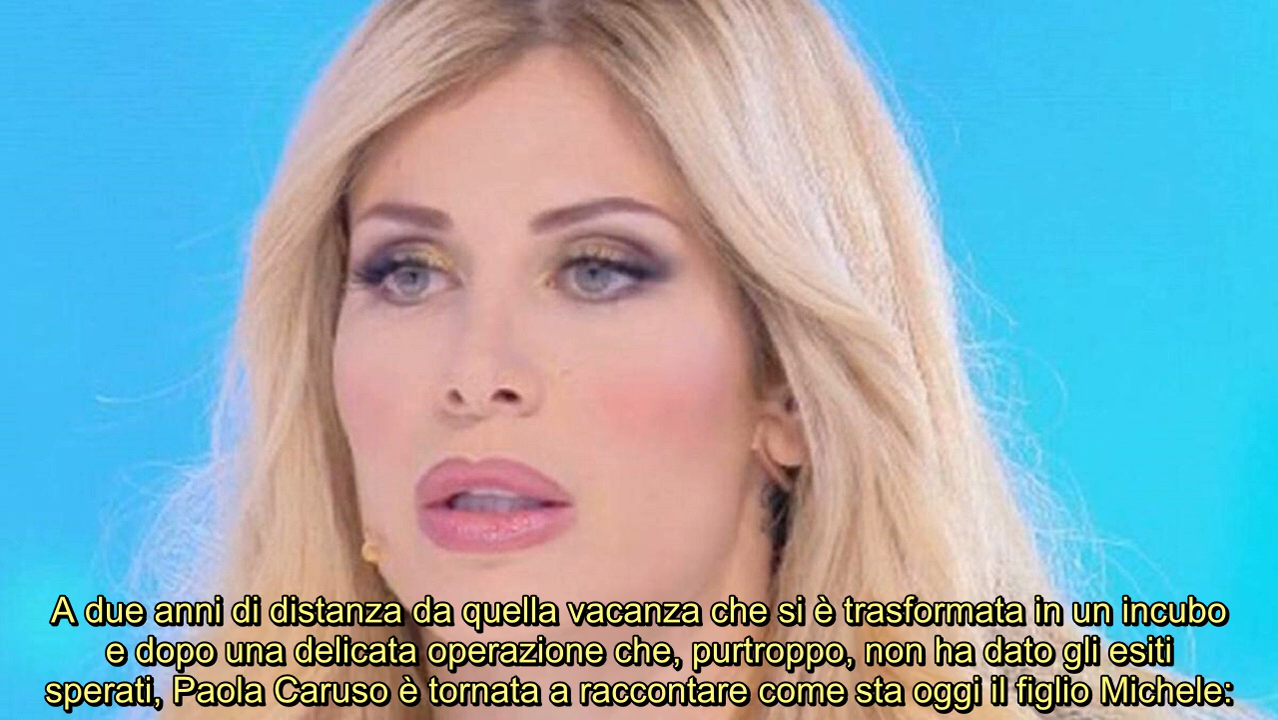 A due anni di distanza da quella vacanza che si è trasformata in un incubo
e dopo una delicata operazione che, purtroppo, non ha dato gli esiti
sperati, Paola Caruso è tornata a raccontare come sta oggi il figlio Michele: